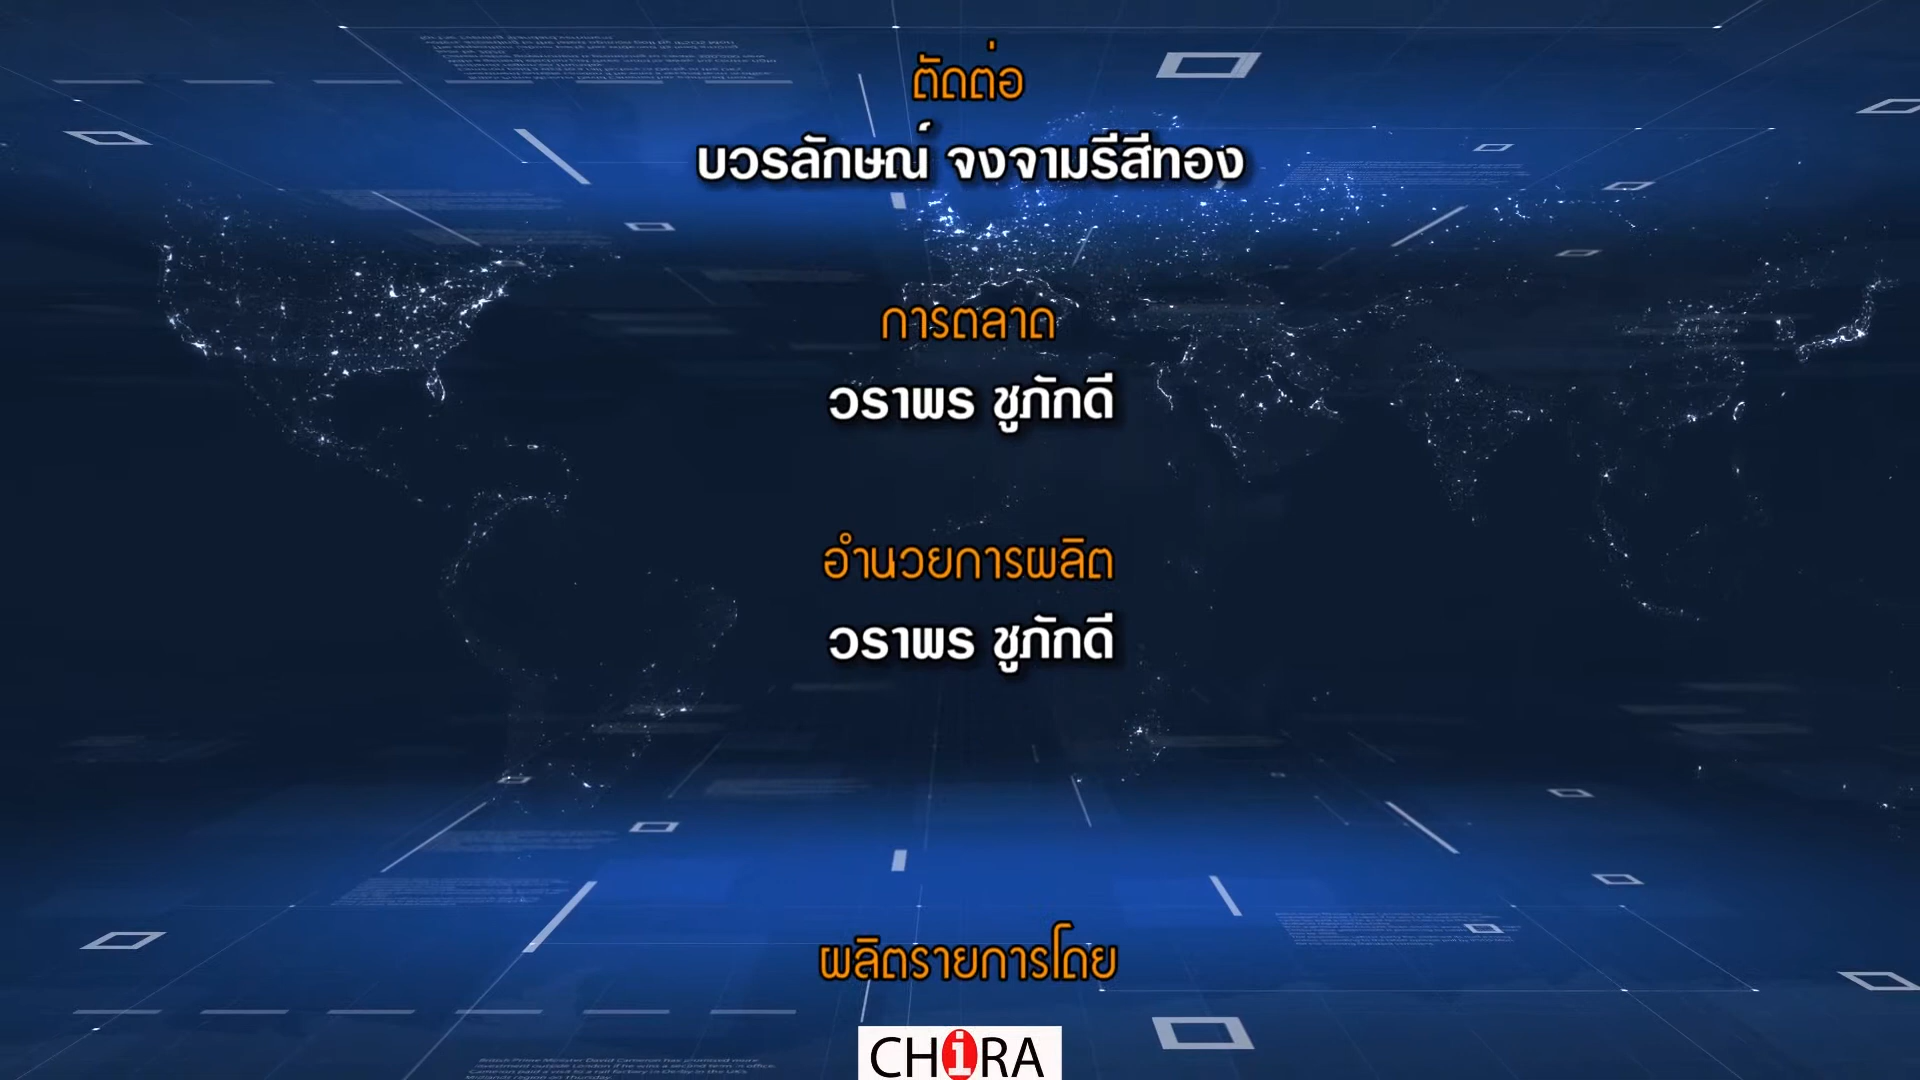 ตัดต่อ
บวรลักษณ์ จงจามรีสีทอง
การตลาด
วราพร ชูภักดี
อำนวยการผลิต
วราพร ชูภักดี
ผลิตรายการโดย
CHiRA